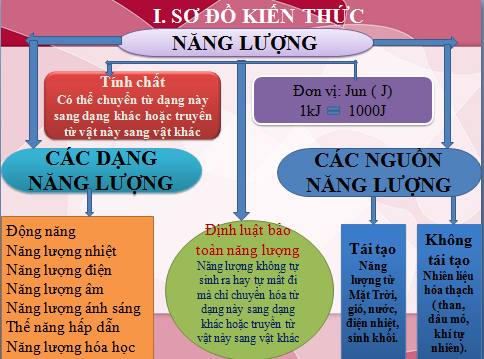 I. SƠ ĐỒ KIẾN THỨC
NĂNG LƯỢNG
Tính chất
Có thể chuyển từ dạng này
sang dạng khác hoặc truyền
từ vật này sang vật khác
Đơn vị: Jun ( J)
1kJ = 1000J
CÁC DẠNG
NĂNG LƯỢNG
CÁC NGUỒN
NĂNG LƯỢNG
Động năng
Năng lượng nhiệt
Năng lượng điện
Năng lượng âm
Năng lượng ánh sáng
Thế năng hấp dẫn
Năng lượng hóa học
Định luật bảo
toàn năng lượng
Năng lượng không tự
sinh ra hay tự mất đi
mà chỉ chuyển hóa từ
dạng này sang dạng
khác hoặc truyền từ
vật này sang vật khác
Tái tạo
Năng
lượng từ
Mặt Trời,
gió, nước,
địa nhiệt,
sinh khối.
Không
tái tạo
Nhiên liệu
hóa thạch
( than,
dầu mỏ,
khí tự
nhiên).